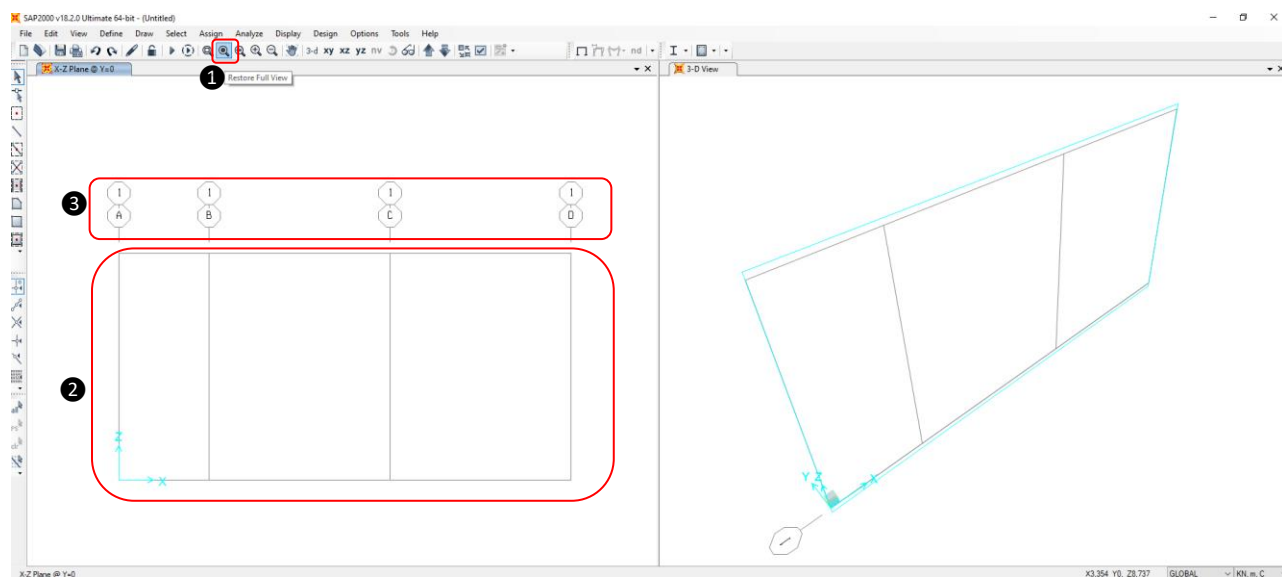 SAP2000 v18.2.0 Ultimate 64-bit - (Untitled)
File Edit View Define Draw Select Assign Analyze Display Design Options Tools Help
3-d xy xz yz nv nd
X-Z Plane @ Y=0
3-D View
1
Restore Full View
3
1 1 1 1
A B C D
2
Z
X
Y Z X
1
X-Z Plane @ Y=0
X3.354 Y0. Z8.737
GLOBAL
KN, m, C